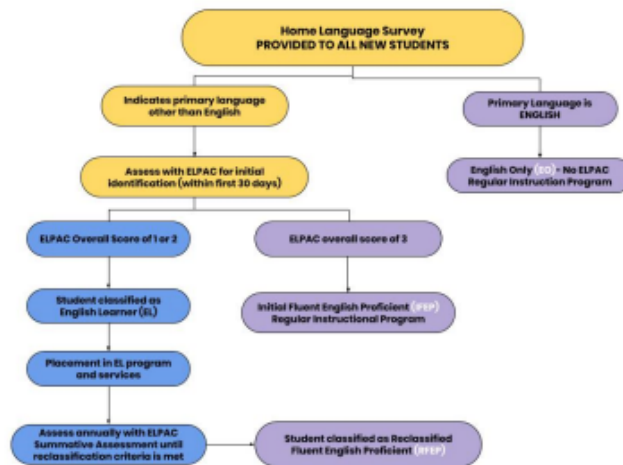 Home Language Survey
PROVIDED TO ALL NEW STUDENTS
Indicates primary language
other than English
Primary Language is
ENGLISH
Assess with ELPAC for initial
identification (within first 30 days)
English Only (EO)- No ELPAC
Regular Instruction Program
ELPAC Overall Score of 1 or 2
ELPAC overall score of 3
Student classified as
English Learner (EL)
Initial Fluent English Proficient (IFEP)
Regular Instructional Program
Placement in EL program
and services
Assess annually with ELPAC
Summative Assessment until
reclassification criteria is met
Student classified as Reclassified
Fluent English Proficient (RFEP)